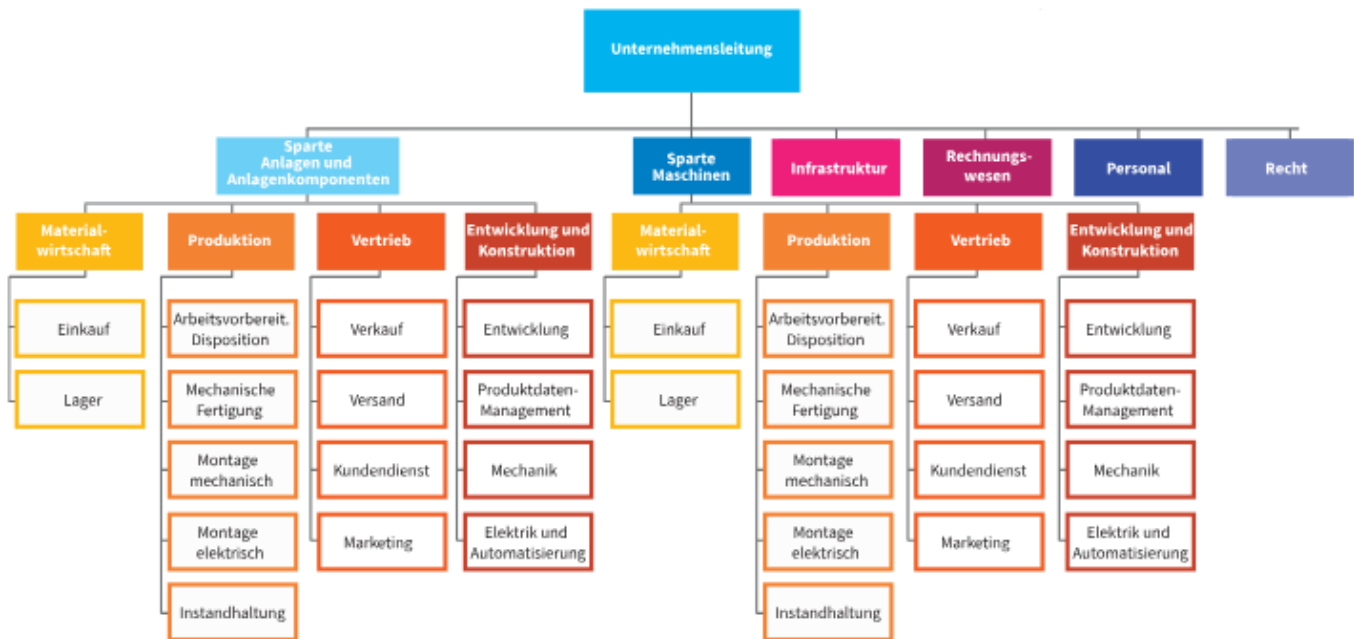 Unternehmensleitung
Sparte
Anlagen und
Anlagenkomponenten
Sparte
Maschinen
Infrastruktur
Rechnungs-
wesen
Personal
Recht
Material-
wirtschaft
Produktion
Vertrieb
Entwicklung und
Konstruktion
Material-
wirtschaft
Produktion
Vertrieb
Entwicklung und
Konstruktion
Einkauf
Arbeitsvorbereit.
Disposition
Verkauf
Entwicklung
Einkauf
Arbeitsvorbereit.
Disposition
Verkauf
Entwicklung
Lager
Mechanische
Fertigung
Versand
Produktdaten-
Management
Lager
Mechanische
Fertigung
Versand
Produktdaten-
Management
Montage
mechanisch
Kundendienst
Mechanik
Montage
mechanisch
Kundendienst
Mechanik
Montage
elektrisch
Marketing
Elektrik und
Automatisierung
Montage
elektrisch
Marketing
Elektrik und
Automatisierung
Instandhaltung
Instandhaltung